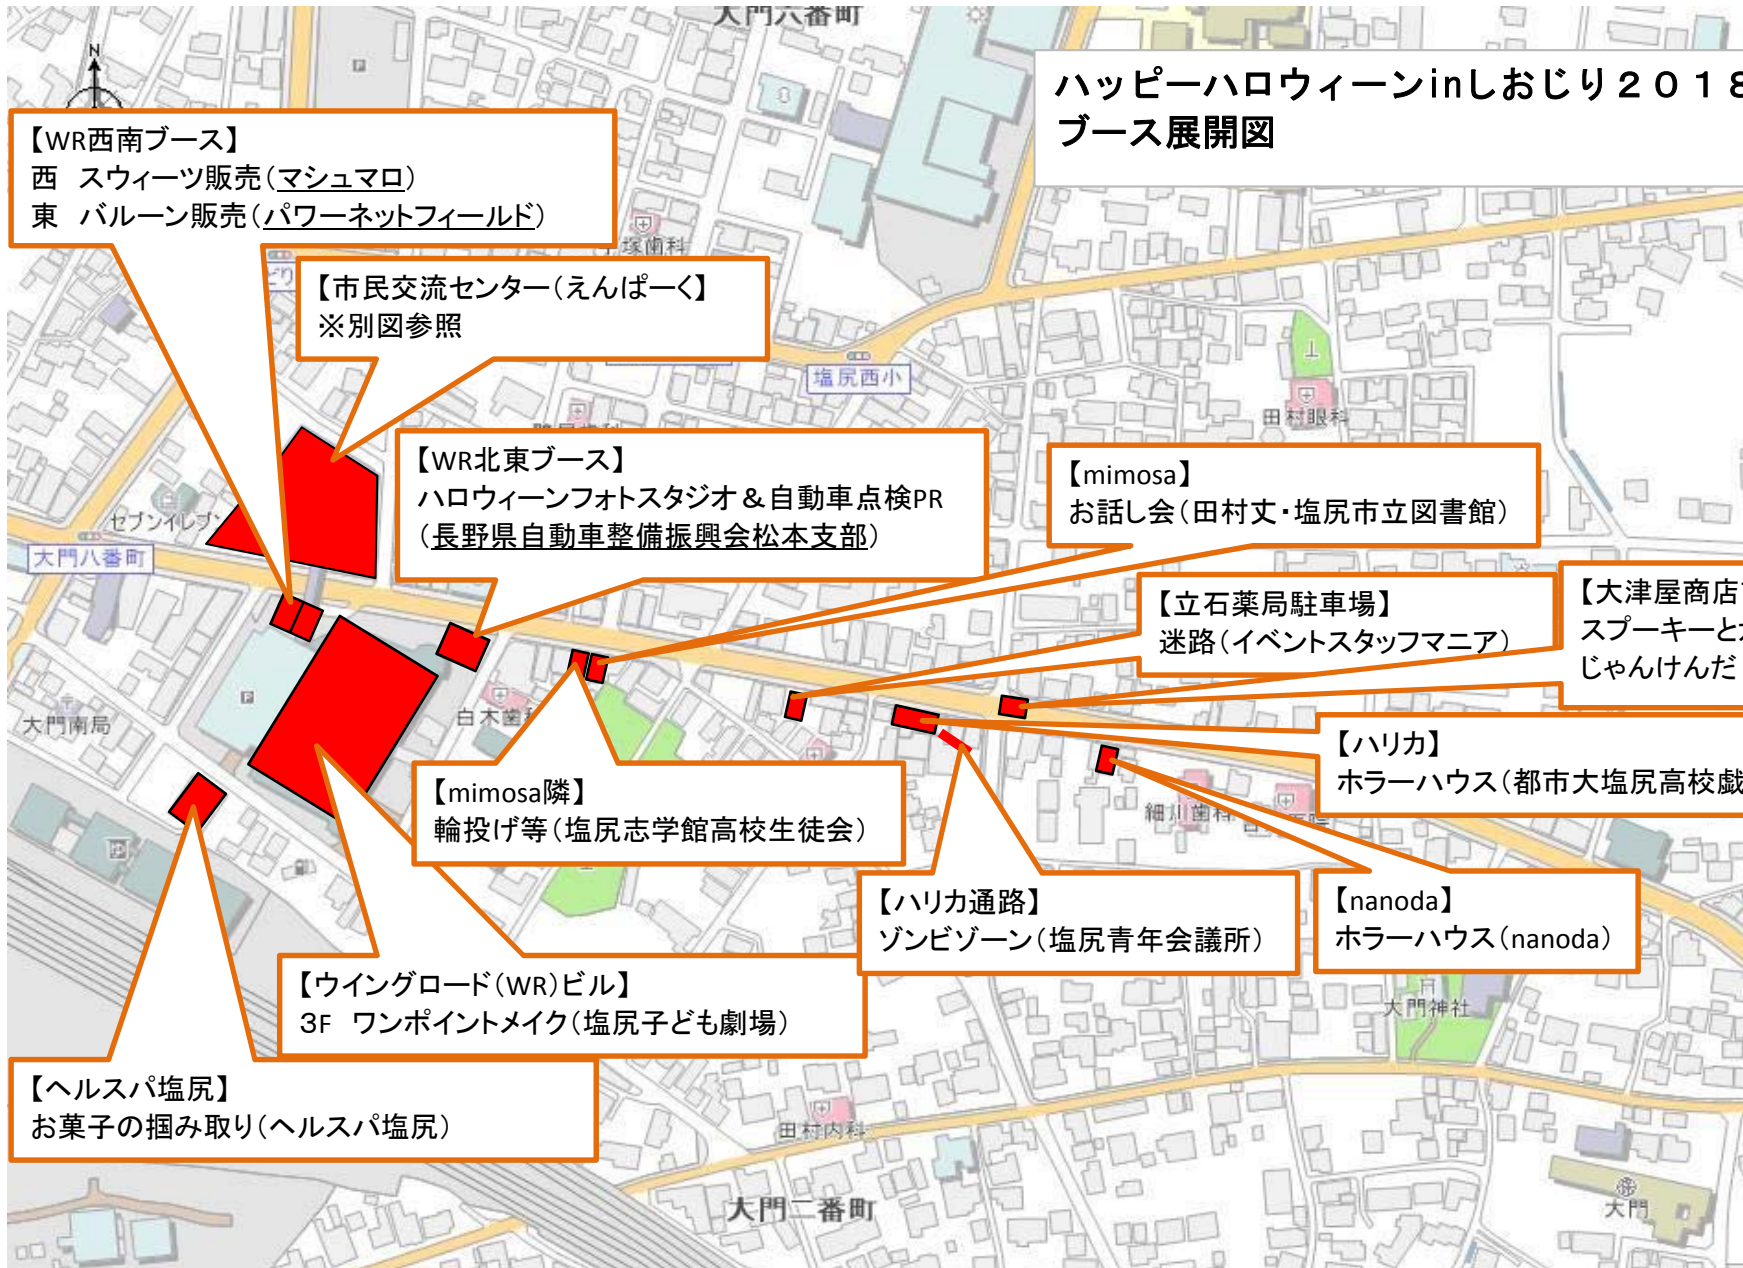 大門六番町
N
ハッピーハロウィーンinしおじり２０１８
ブース展開図
【WR西南ブース】
西　スウィーツ販売（マシュマロ）
東　バルーン販売（パワーネットフィールド）
塚歯科
【市民交流センター（えんぱーく】
※別図参照
塩尻西小
田村眼科
【WR北東ブース】
ハロウィーンフォトスタジオ＆自動車点検PR
（長野県自動車整備振興会松本支部）
【mimosa】
お話し会（田村丈・塩尻市立図書館）
セブンイレブン
大門八番町
【立石薬局駐車場】
迷路（イベントスタッフマニア）
【大津屋商店
スプーキーと
じゃんけんだ
大門南局
白木歯科
【ハリカ】
ホラーハウス（都市大塩尻高校戯
【mimosa隣】
輪投げ等（塩尻志学館高校生徒会）
細川歯科
【ハリカ通路】
ゾンビゾーン（塩尻青年会議所）
【nanoda】
ホラーハウス（nanoda）
【ウイングロード（WR）ビル】
３F　ワンポイントメイク（塩尻子ども劇場）
大門神社
【ヘルスパ塩尻】
お菓子の掴み取り（ヘルスパ塩尻）
田村内科
大門二番町
大門